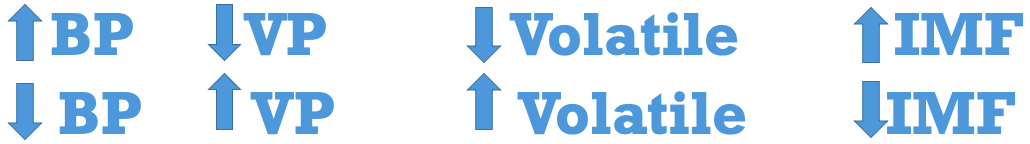 ⬆ BP ⬇ VP ⬇ Volatile ⬆ IMF
⬇ BP ⬆ VP ⬆ Volatile ⬇ IMF